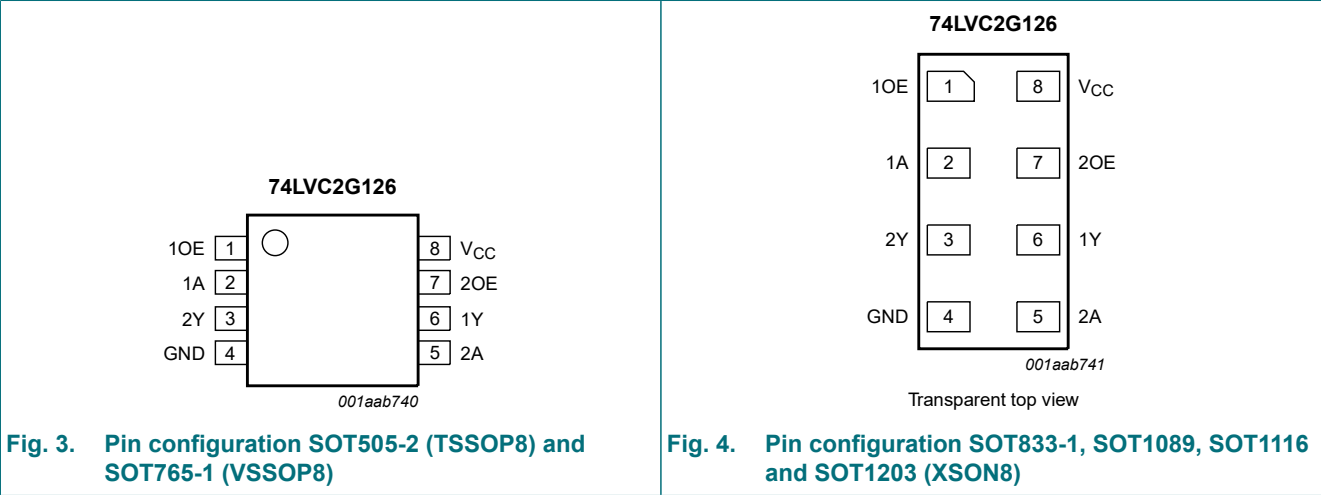 74LVC2G126
1OE 1 8 VCC
1A 2 7 2OE
2Y 3 6 1Y
GND 4 5 2A
001aab740
Fig. 3. Pin configuration SOT505-2 (TSSOP8) and
SOT765-1 (VSSOP8)
74LVC2G126
1OE 1 8 VCC
1A 2 7 2OE
2Y 3 6 1Y
GND 4 5 2A
001aab741
Transparent top view
Fig. 4. Pin configuration SOT833-1, SOT1089, SOT1116
and SOT1203 (XSON8)